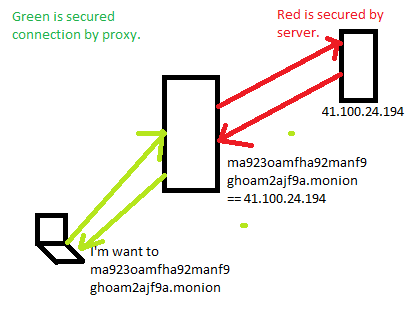 Green is secured
connection by proxy.
Red is secured by
server.
41.100.24.194
ma923oamfha92manf9
ghoam2ajf9a.monion
== 41.100.24.194
I'm want to
ma923oamfha92manf9
ghoam2ajf9a.monion